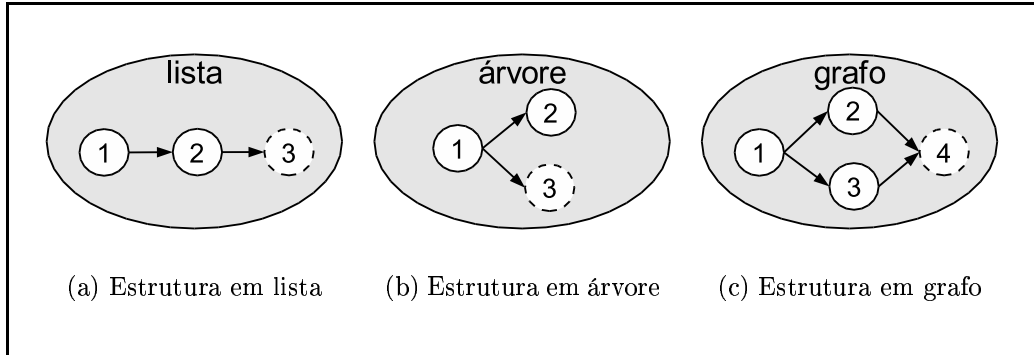 lista
1 2 3
árvore
1 2 3
grafo
1 2 3 4
(a) Estrutura em lista
(b) Estrutura em árvore
(c) Estrutura em grafo